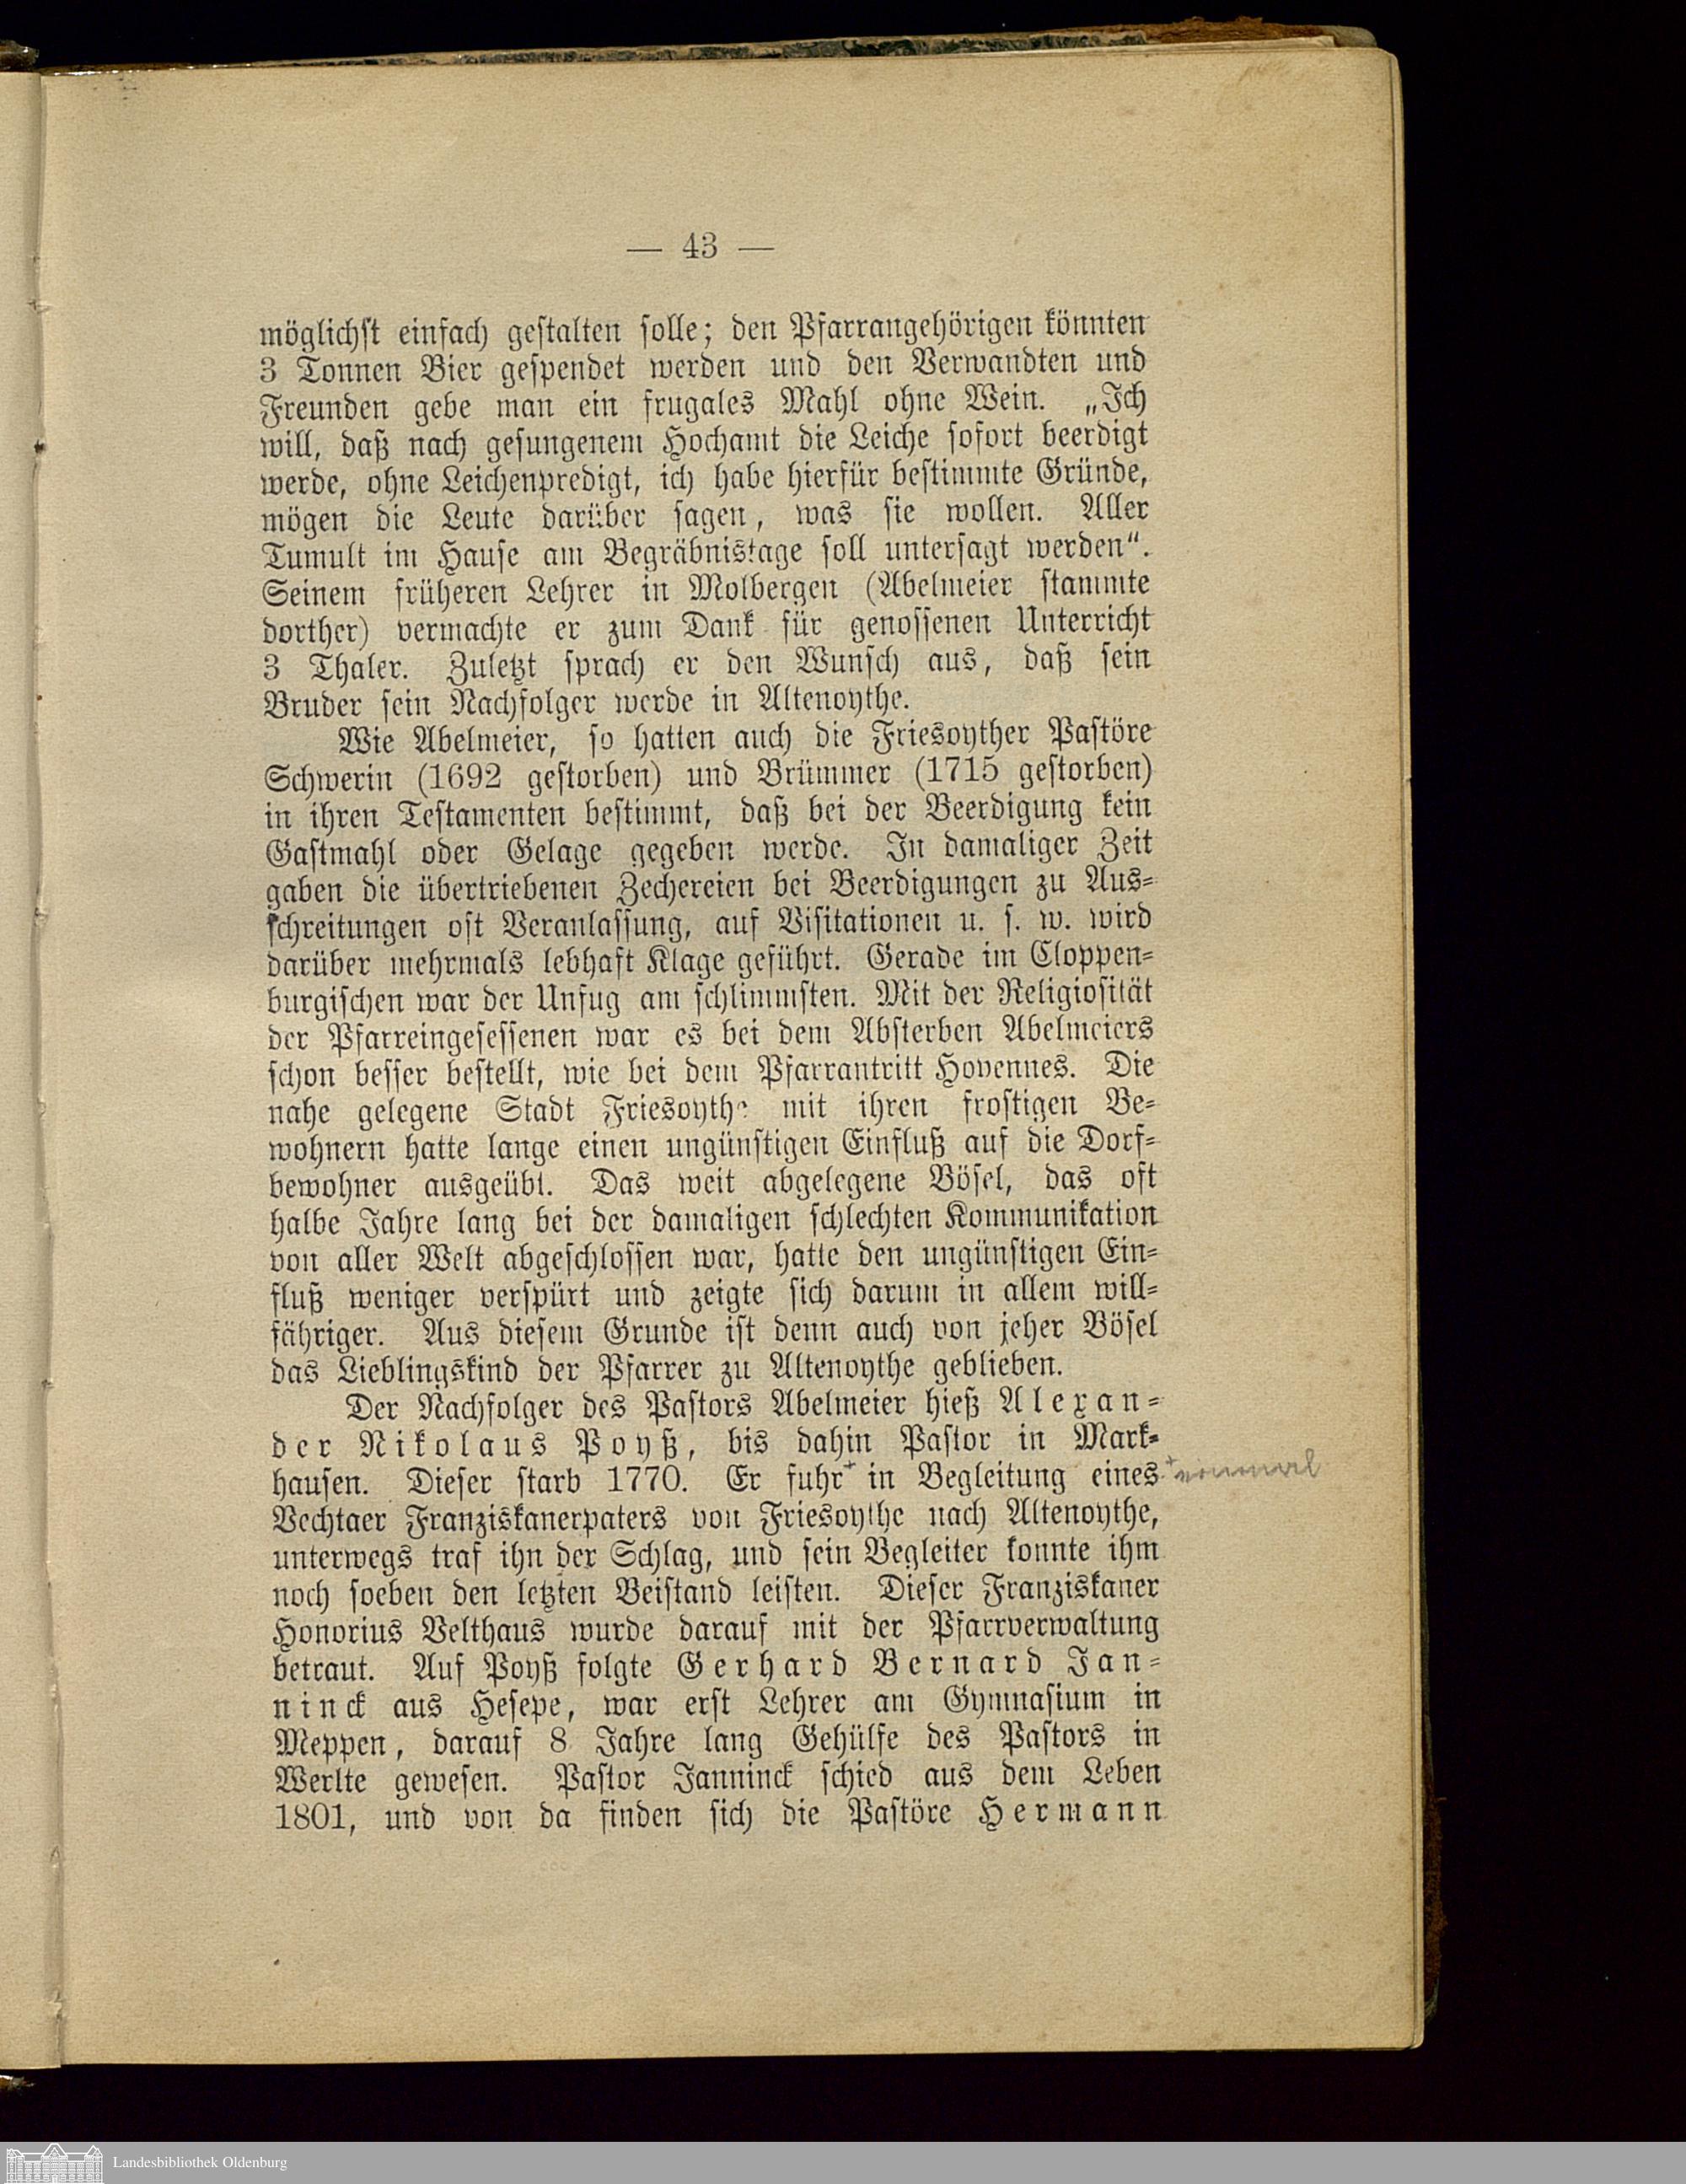 — 43 —
möglichst einfach gestalten solle; den Pfarrangehörigen könnten
3 Tonnen Bier gespendet werden und den Verwandten und
Freunden gebe man ein frugales Mahl ohne Wein. „Ich
will, daß nach gesungenem Hochamt die Leiche sofort beerdigt
werde, ohne Leichenpredigt, ich habe hierfür bestimmte Gründe,
mögen die Leute darüber sagen, was sie wollen. Aller
Tumult im Hause am Begräbnistage soll untersagt werden“.
Seinem früheren Lehrer in Molbergen (Abelmeier stammte
dorther) vermachte er zum Dank für genossenen Unterricht
3 Thaler. Zuletzt sprach er den Wunsch aus, daß sein
Bruder sein Nachfolger werde in Altenoythe.
Wie Abelmeier, so hatten auch die Friesoyther Pastöre
Schwerin (1692 gestorben) und Brümmer (1715 gestorben)
in ihren Testamenten bestimmt, daß bei der Beerdigung kein
Gastmahl oder Gelage gegeben werde. In damaliger Zeit
gaben die übertriebenen Zechereien bei Beerdigungen zu Aus-
schreitungen oft Veranlassung, auf Visitationen u. s. w. wird
darüber mehrmals lebhaft Klage geführt. Gerade im Cloppen-
burgischen war der Unfug am schlimmsten. Mit der Religiosität
der Pfarreingesessenen war es bei dem Absterben Abelmeiers
schon besser bestellt, wie bei dem Pfarrantritt Hovennes. Die
nahe gelegene Stadt Friesoythe mit ihren frostigen Be-
wohnern hatte lange einen ungünstigen Einfluß auf die Dorf-
bewohner ausgeübt. Das weit abgelegene Bösel, das oft
halbe Jahre lang bei der damaligen schlechten Kommunikation
von aller Welt abgeschlossen war, hatte den ungünstigen Ein-
fluß weniger verspürt und zeigte sich darum in allem will-
fähriger. Aus diesem Grunde ist denn auch von jeher Bösel
das Lieblingskind der Pfarrer zu Altenoythe geblieben.
Der Nachfolger des Pastors Abelmeier hieß Alexan-
der Nikolaus Poyß, bis dahin Pastor in Mark-
hausen. Dieser starb 1770. Er fuhr+ in Begleitung eines +
Vechtaer Franziskanerpaters von Friesoythe nach Altenoythe,
unterwegs traf ihn der Schlag, und sein Begleiter konnte ihm
noch soeben den letzten Beistand leisten. Dieser Franziskaner
Honorius Velthaus wurde darauf mit der Pfarrverwaltung
betraut. Auf Poyß folgte Gerhard Bernard Jan-
ninck aus Hesepe, war erst Lehrer am Gymnasium in
Meppen, darauf 8 Jahre lang Gehülfe des Pastors in
Werlte gewesen. Pastor Janninck schied aus dem Leben
1801, und von da finden sich die Pastöre Hermann
Landesbibliothek Oldenburg